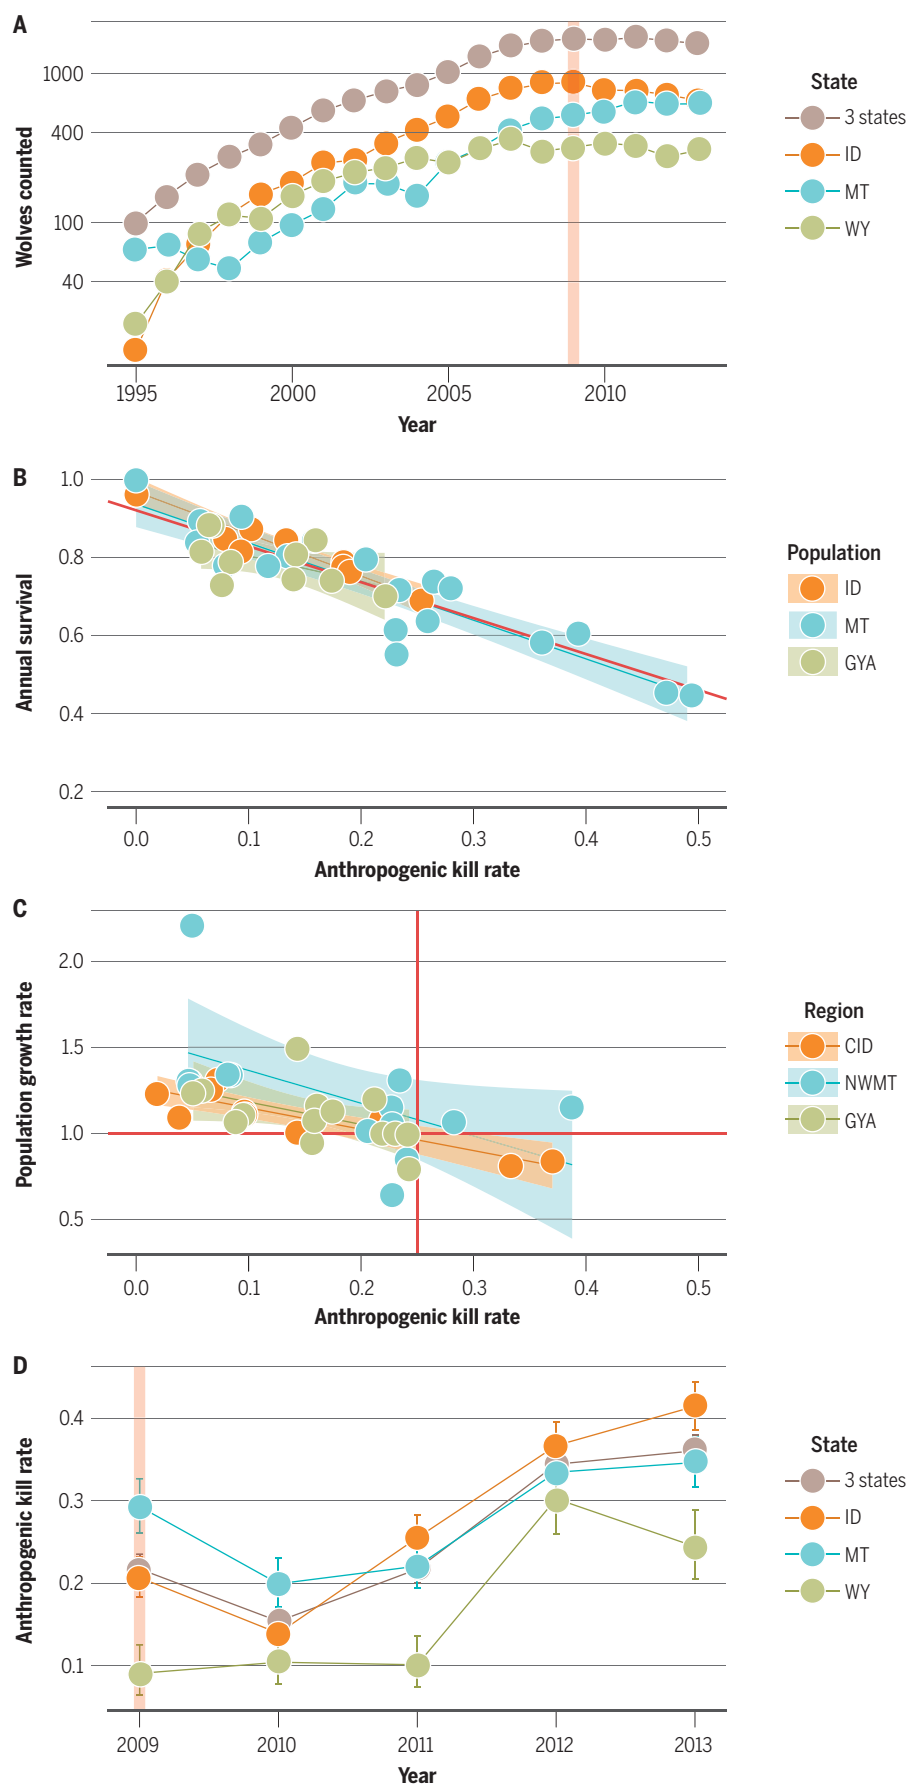 A
1000
400
100
40
Wolves counted
1995
2000
2005
2010
Year
State
3 states
ID
MT
WY
B
1.0
0.8
0.6
0.4
0.2
Annual survival
0.0
0.1
0.2
0.3
0.4
0.5
Anthropogenic kill rate
Population
ID
MT
GYA
C
2.0
1.5
1.0
0.5
Population growth rate
0.0
0.1
0.2
0.3
0.4
0.5
Anthropogenic kill rate
Region
CID
NWMT
GYA
D
0.4
0.3
0.2
0.1
Anthropogenic kill rate
2009
2010
2011
2012
2013
Year
State
3 states
ID
MT
WY